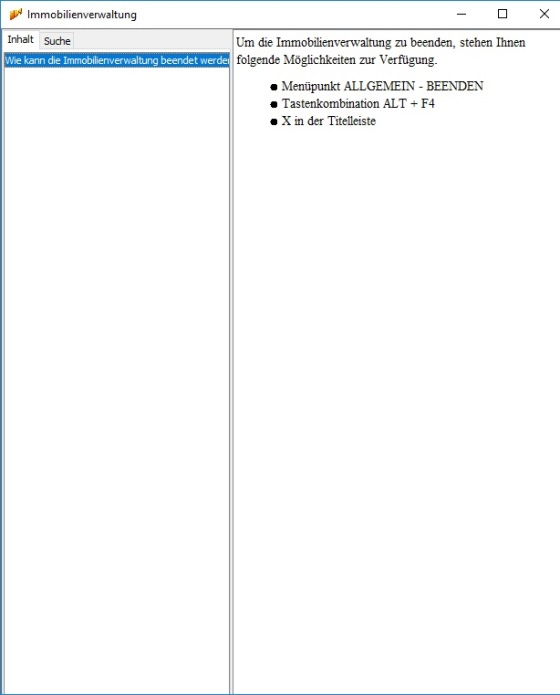 Immobilienverwaltung
Inhalt
Suche
Wie kann die Immobilienverwaltung beendet werden
Um die Immobilienverwaltung zu beenden, stehen Ihnen
folgende Möglichkeiten zur Verfügung.
Menüpunkt ALLGEMEIN - BEENDEN
Tastenkombination ALT + F4
X in der Titelleiste